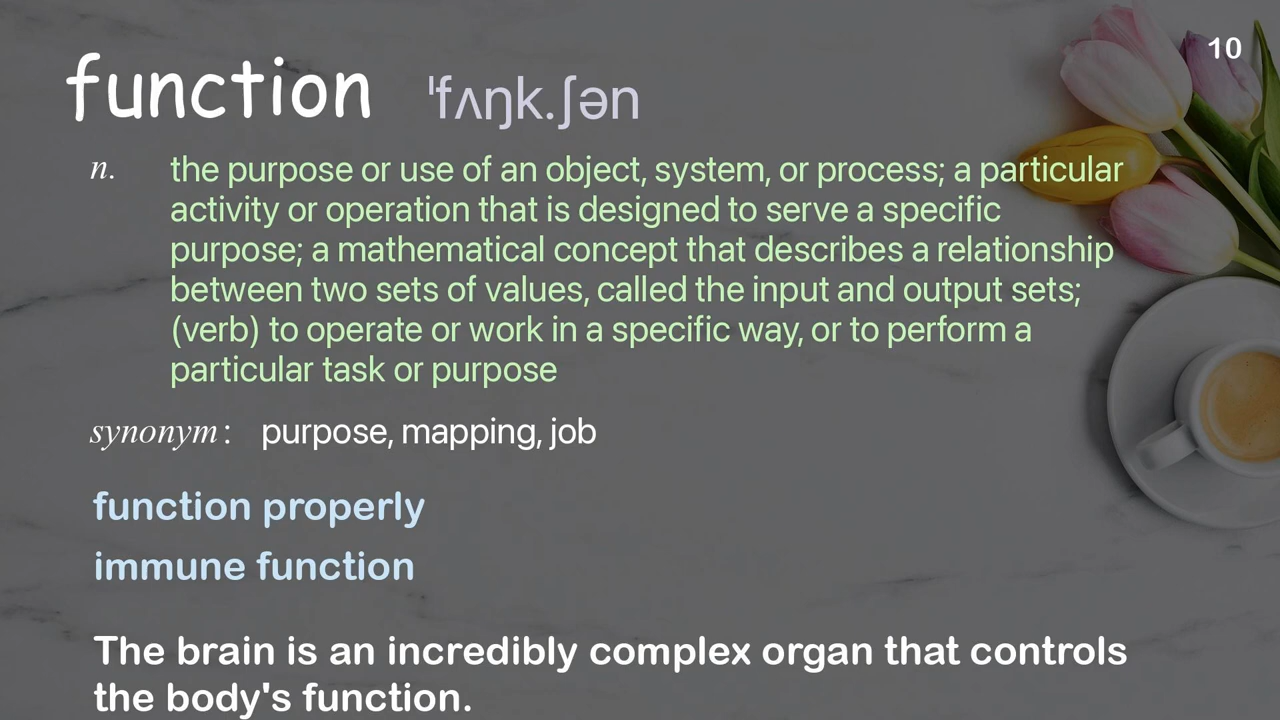 10
function ˈfʌŋk.ʃən
n. the purpose or use of an object, system, or process; a particular
activity or operation that is designed to serve a specific
purpose; a mathematical concept that describes a relationship
between two sets of values, called the input and output sets;
(verb) to operate or work in a specific way, or to perform a
particular task or purpose
synonym: purpose, mapping, job
function properly
immune function
The brain is an incredibly complex organ that controls
the body's function.